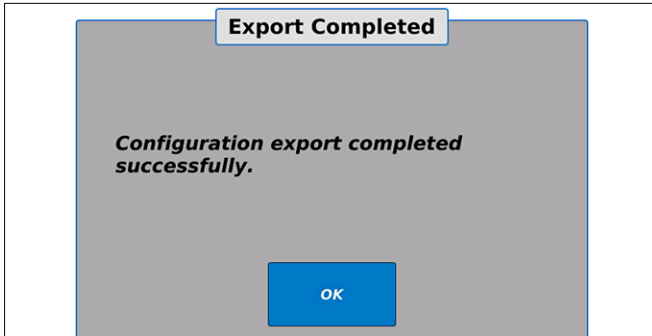 Export Completed
Configuration export completed
successfully.
OK